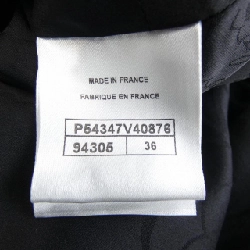 MADE IN FRANCE
FABRIQUE EN FRANCE
P54347V40876
94305 36